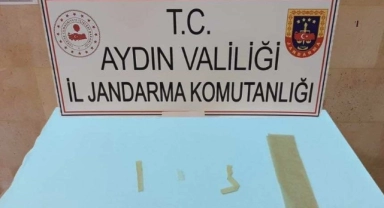 T.C.
AYDIN VALİLİĞİ
İL JANDARMA KOMUTANLIĞI